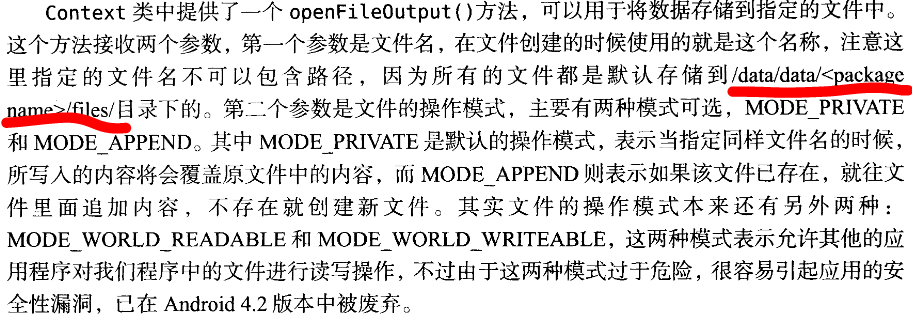 Context 类中提供了一个 openFileOutput()方法，可以用于将数据存储到指定的文件中。
这个方法接收两个参数，第一个参数是文件名，在文件创建的时候使用的就是这个名称，注意这
里指定的文件名不可以包含路径，因为所有的文件都是默认存储到/data/data/<package
name>/files/目录下的。第二个参数是文件的操作模式，主要有两种模式可选，MODE_PRIVATE
和 MODE_APPEND。其中 MODE_PRIVATE 是默认的操作模式，表示当指定同样文件名的时候，
所写入的内容将会覆盖原文件中的内容，而 MODE_APPEND 则表示如果该文件已存在，就往文
件里面追加内容，不存在就创建新文件。其实文件的操作模式本来还有另外两种：
MODE_WORLD_READABLE 和 MODE_WORLD_WRITEABLE，这两种模式表示允许其他的应
用程序对我们程序中的文件进行读写操作，不过由于这两种模式过于危险，很容易引起应用的安
全性漏洞，已在 Android 4.2 版本中被废弃。